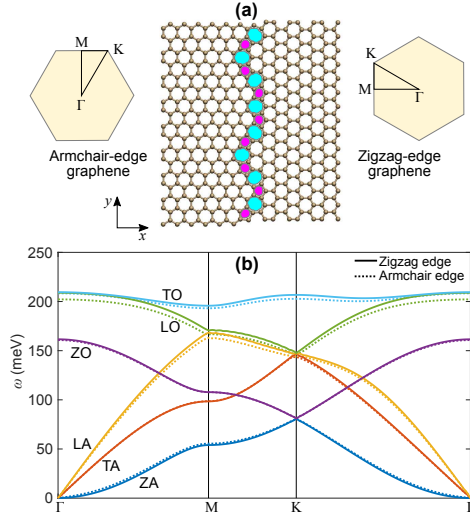 (a)
M
K
Γ
Armchair-edge
graphene
y
x
K
M
Γ
Zigzag-edge
graphene
(b)
250
200
150
100
50
0
ω (meV)
TO
LO
ZO
LA
TA
ZA
Zigzag edge
Armchair edge
Γ
M
K
Γ